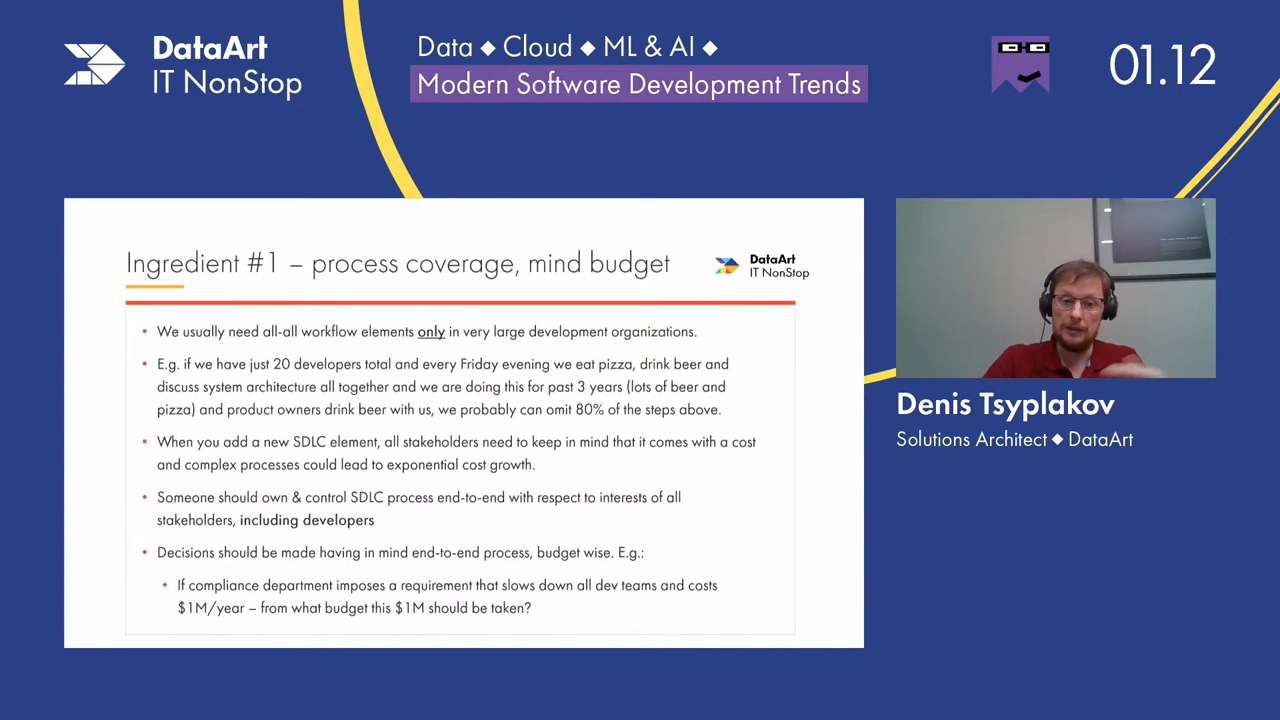 DataArt
IT NonStop
Data ◆ Cloud ◆ ML & AI ◆
Modern Software Development Trends
01.12
Ingredient #1 – process coverage, mind budget
DataArt
IT NonStop
• We usually need all-all workflow elements only in very large development organizations.
• E.g. if we have just 20 developers total and every Friday evening we eat pizza, drink beer and
discuss system architecture all together and we are doing this for past 3 years (lots of beer and
pizza) and product owners drink beer with us, we probably can omit 80% of the steps above.
• When you add a new SDLC element, all stakeholders need to keep in mind that it comes with a cost
and complex processes could lead to exponential cost growth.
• Someone should own & control SDLC process end-to-end with respect to interests of all
stakeholders, including developers
• Decisions should be made having in mind end-to-end process, budget wise. E.g.:
• If compliance department imposes a requirement that slows down all dev teams and costs
$1M/year – from what budget this $1M should be taken?
Denis Tsyplakov
Solutions Architect ◆ DataArt